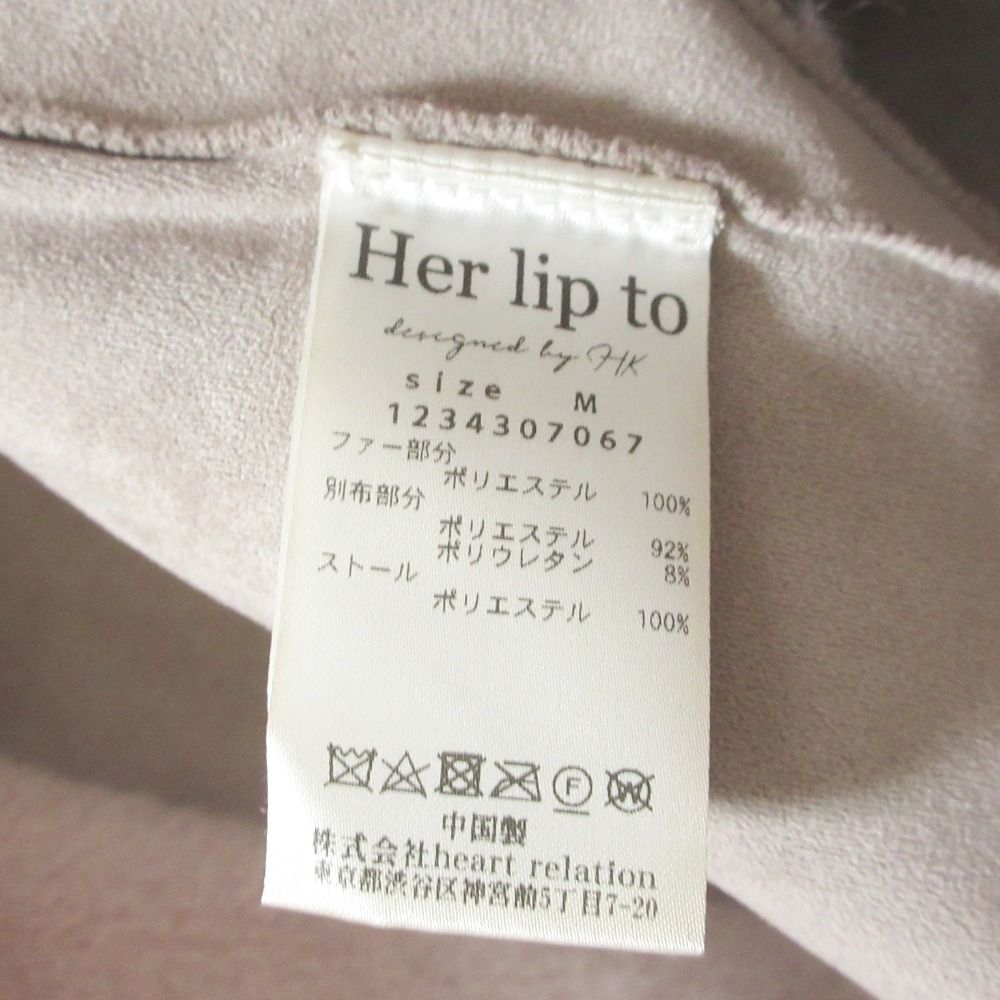 Her lip to
designed by HK
size M
1234307067
ファー部分
ポリエステル 100%
別布部分
ポリエステル 92%
ポリウレタン 8%
ストール
ポリエステル 100%
F W
中国製
株式会社heart relation
東京都渋谷区神宮前5丁目7-20